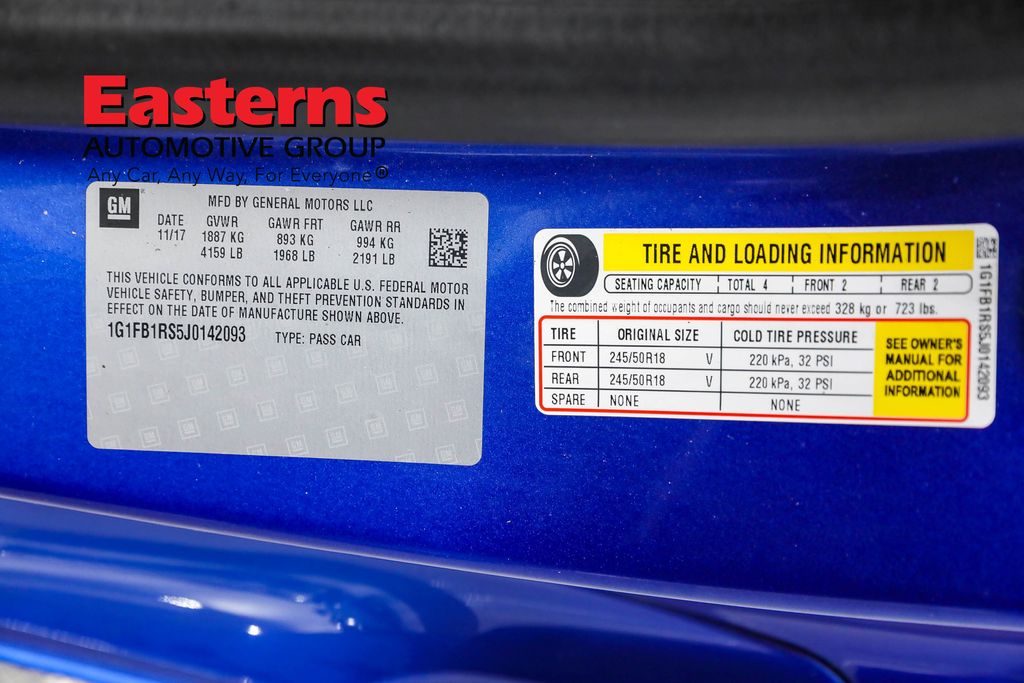 Easterns
AUTOMOTIVE GROUP
Any Car, Any Way, For Everyone®
GM
MFD BY GENERAL MOTORS LLC
DATE GVWR GAWR FRT GAWR RR
11/17 1887 KG 893 KG 994 KG
4159 LB 1968 LB 2191 LB
THIS VEHICLE CONFORMS TO ALL APPLICABLE U.S. FEDERAL MOTOR
VEHICLE SAFETY, BUMPER, AND THEFT PREVENTION STANDARDS IN
EFFECT ON THE DATE OF MANUFACTURE SHOWN ABOVE.
1G1FB1RS5J0142093 TYPE: PASS CAR
TIRE AND LOADING INFORMATION
SEATING CAPACITY TOTAL 4 FRONT 2 REAR 2
The combined weight of occupants and cargo should never exceed 328 kg or 723 lbs.
TIRE ORIGINAL SIZE COLD TIRE PRESSURE
FRONT 245/50R18 V 220 kPa, 32 PSI
REAR 245/50R18 V 220 kPa, 32 PSI
SPARE NONE NONE
SEE OWNER'S
MANUAL FOR
ADDITIONAL
INFORMATION
1G1FB1RS5J0142093